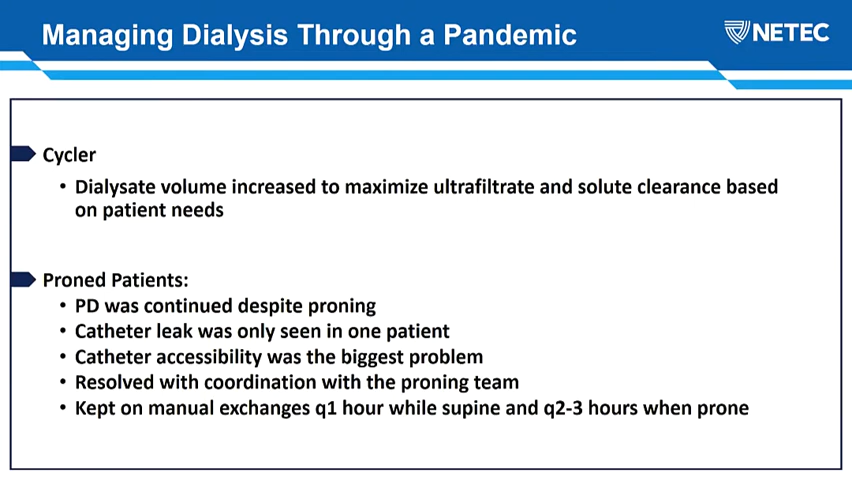 Managing Dialysis Through a Pandemic
NETEC
Cycler
• Dialysate volume increased to maximize ultrafiltrate and solute clearance based
on patient needs
Proned Patients:
• PD was continued despite proning
• Catheter leak was only seen in one patient
• Catheter accessibility was the biggest problem
• Resolved with coordination with the proning team
• Kept on manual exchanges q1 hour while supine and q2-3 hours when prone